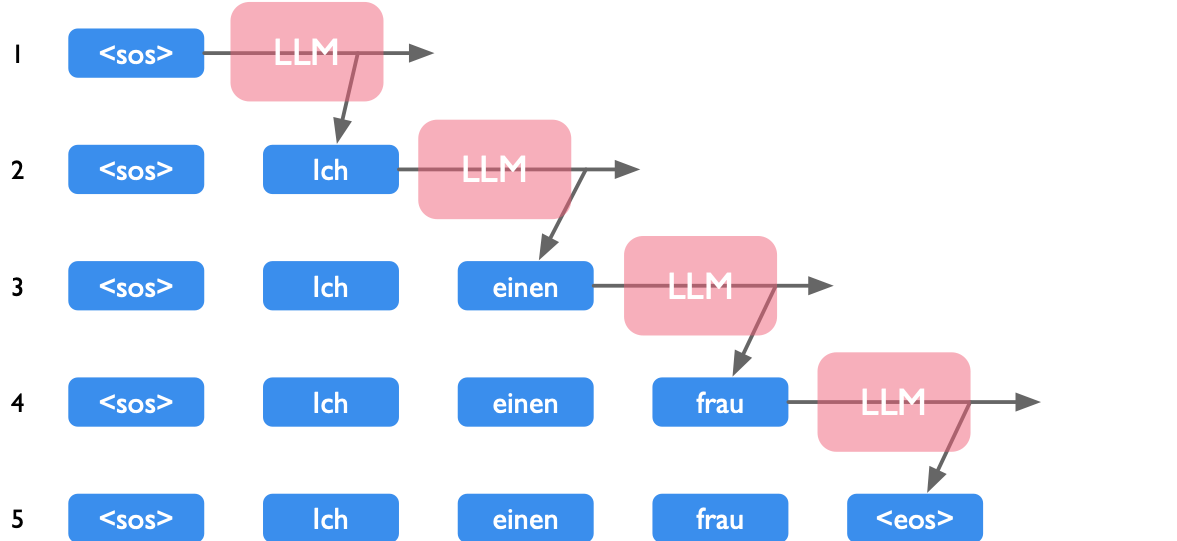 1 <sos> LLM
2 <sos> Ich LLM
3 <sos> Ich einen LLM
4 <sos> Ich einen frau LLM
5 <sos> Ich einen frau <eos>